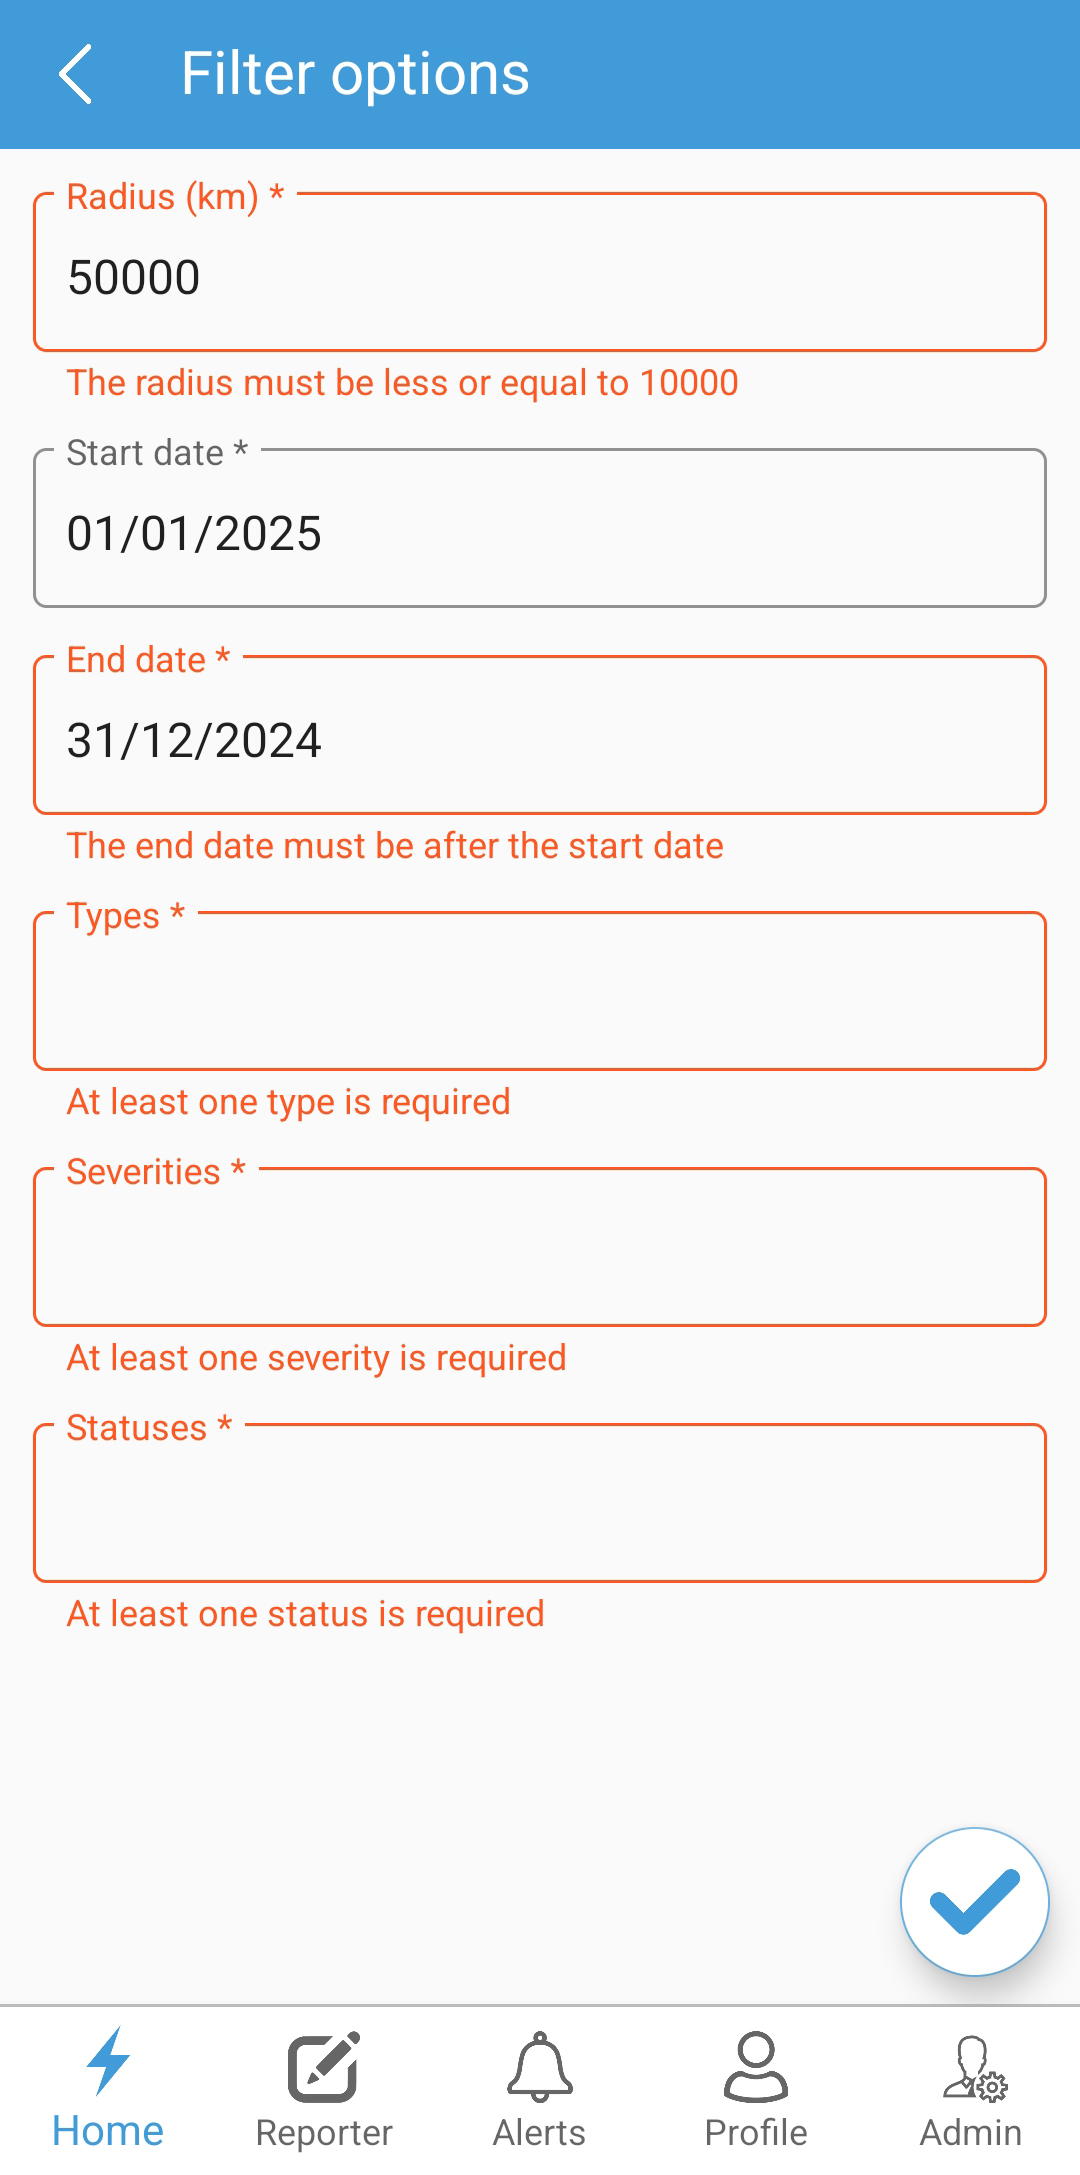 Filter options
Radius (km) *
50000
The radius must be less or equal to 10000
Start date *
01/01/2025
End date *
31/12/2024
The end date must be after the start date
Types *
At least one type is required
Severities *
At least one severity is required
Statuses *
At least one status is required
Home Reporter Alerts Profile Admin